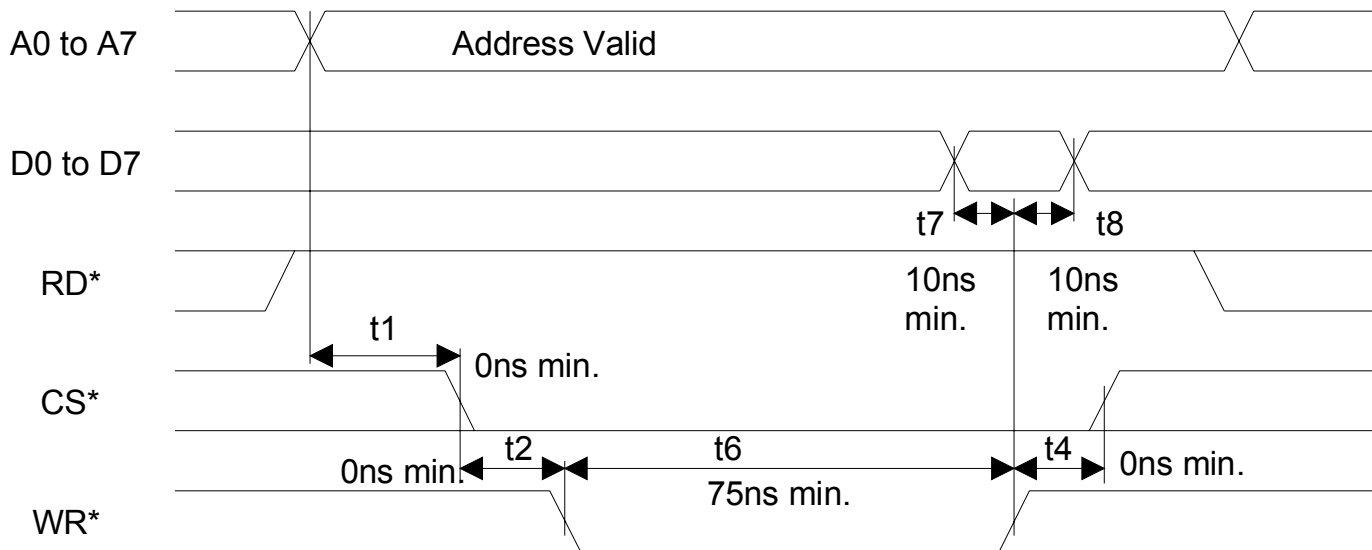 A0 to A7
Address Valid
D0 to D7
t7
t8
RD*
10ns
min.
10ns
min.
t1
0ns min.
CS*
t2
t6
t4
0ns min.
75ns min.
0ns min.
WR*